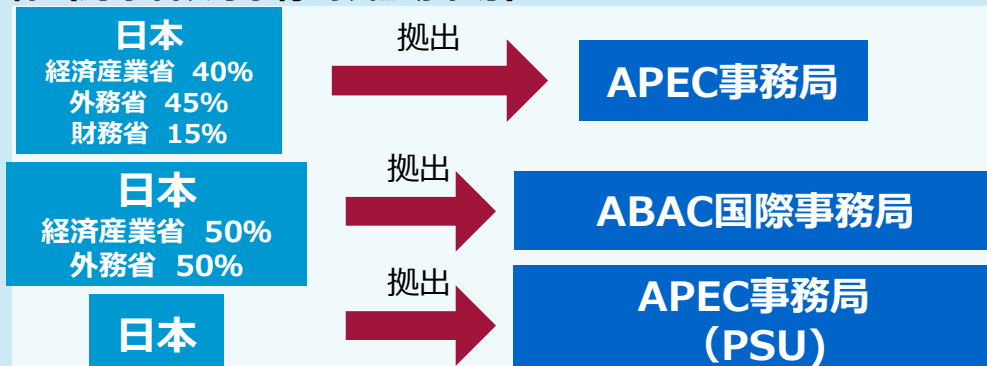 日本
経済産業省 40%
外務省 45%
財務省 15%
拠出
APEC事務局
日本
経済産業省 50%
外務省 50%
拠出
ABAC国際事務局
日本
拠出
APEC事務局
（PSU）